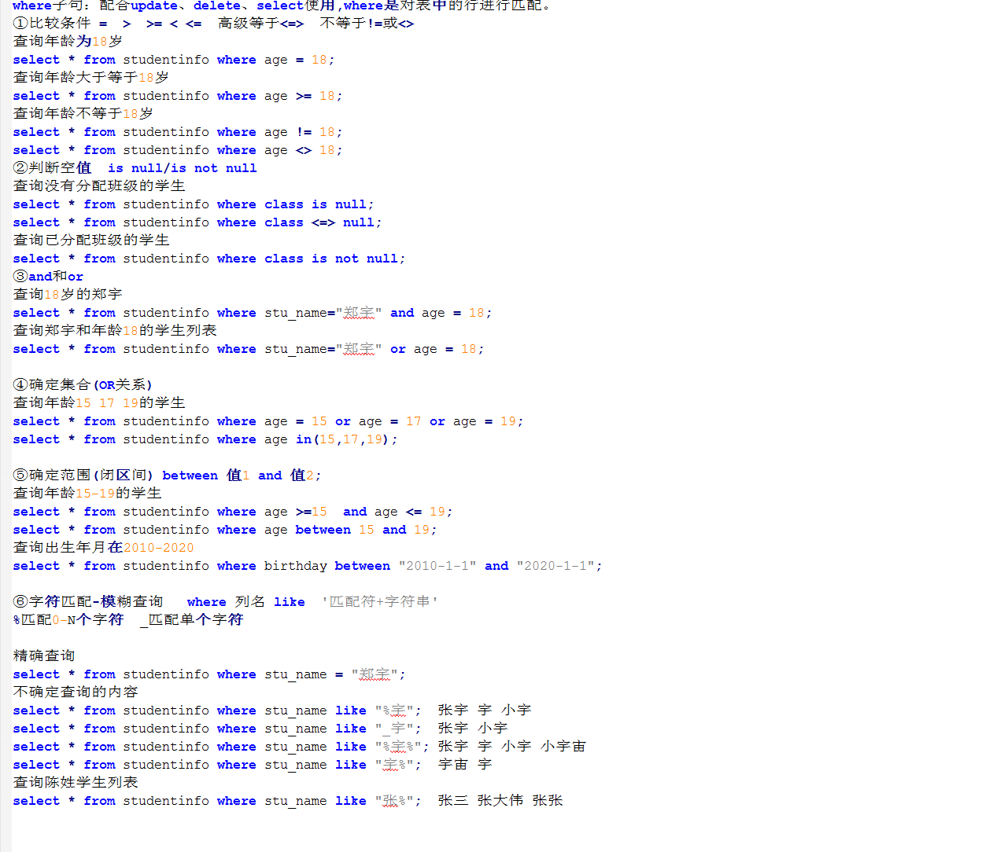 where子句：配合update、delete、select使用,where是对表中的行进行匹配。
①比较条件 =  >  >= < <=  高级等于<=>  不等于!=或<>
查询年龄为18岁
select * from studentinfo where age = 18;
查询年龄大于等于18岁
select * from studentinfo where age >= 18;
查询年龄不等于18岁
select * from studentinfo where age != 18;
select * from studentinfo where age <> 18;
②判断空值  is null/is not null
查询没有分配班级的学生
select * from studentinfo where class is null;
select * from studentinfo where class <=> null;
查询已分配班级的学生
select * from studentinfo where class is not null;
③and和or
查询18岁的郑宇
select * from studentinfo where stu_name="郑宇" and age = 18;
查询郑宇和年龄18的学生列表
select * from studentinfo where stu_name="郑宇" or age = 18;
④确定集合(OR关系)
查询年龄15 17 19的学生
select * from studentinfo where age = 15 or age = 17 or age = 19;
select * from studentinfo where age in(15,17,19);
⑤确定范围(闭区间) between 值1 and 值2;
查询年龄15-19的学生
select * from studentinfo where age >=15  and age <= 19;
select * from studentinfo where age between 15 and 19;
查询出生年月在2010-2020
select * from studentinfo where birthday between "2010-1-1" and "2020-1-1";
⑥字符匹配-模糊查询   where 列名 like  '匹配符+字符串'
%匹配0-N个字符  _匹配单个字符
精确查询
select * from studentinfo where stu_name = "郑宇";
不确定查询的内容
select * from studentinfo where stu_name like "%宇";  张宇 宇 小宇
select * from studentinfo where stu_name like "_宇";  张宇 小宇
select * from studentinfo where stu_name like "%宇%"; 张宇 宇 小宇 小宇宙
select * from studentinfo where stu_name like "宇%";  宇宙 宇
查询陈姓学生列表
select * from studentinfo where stu_name like "张%";  张三 张大伟 张张